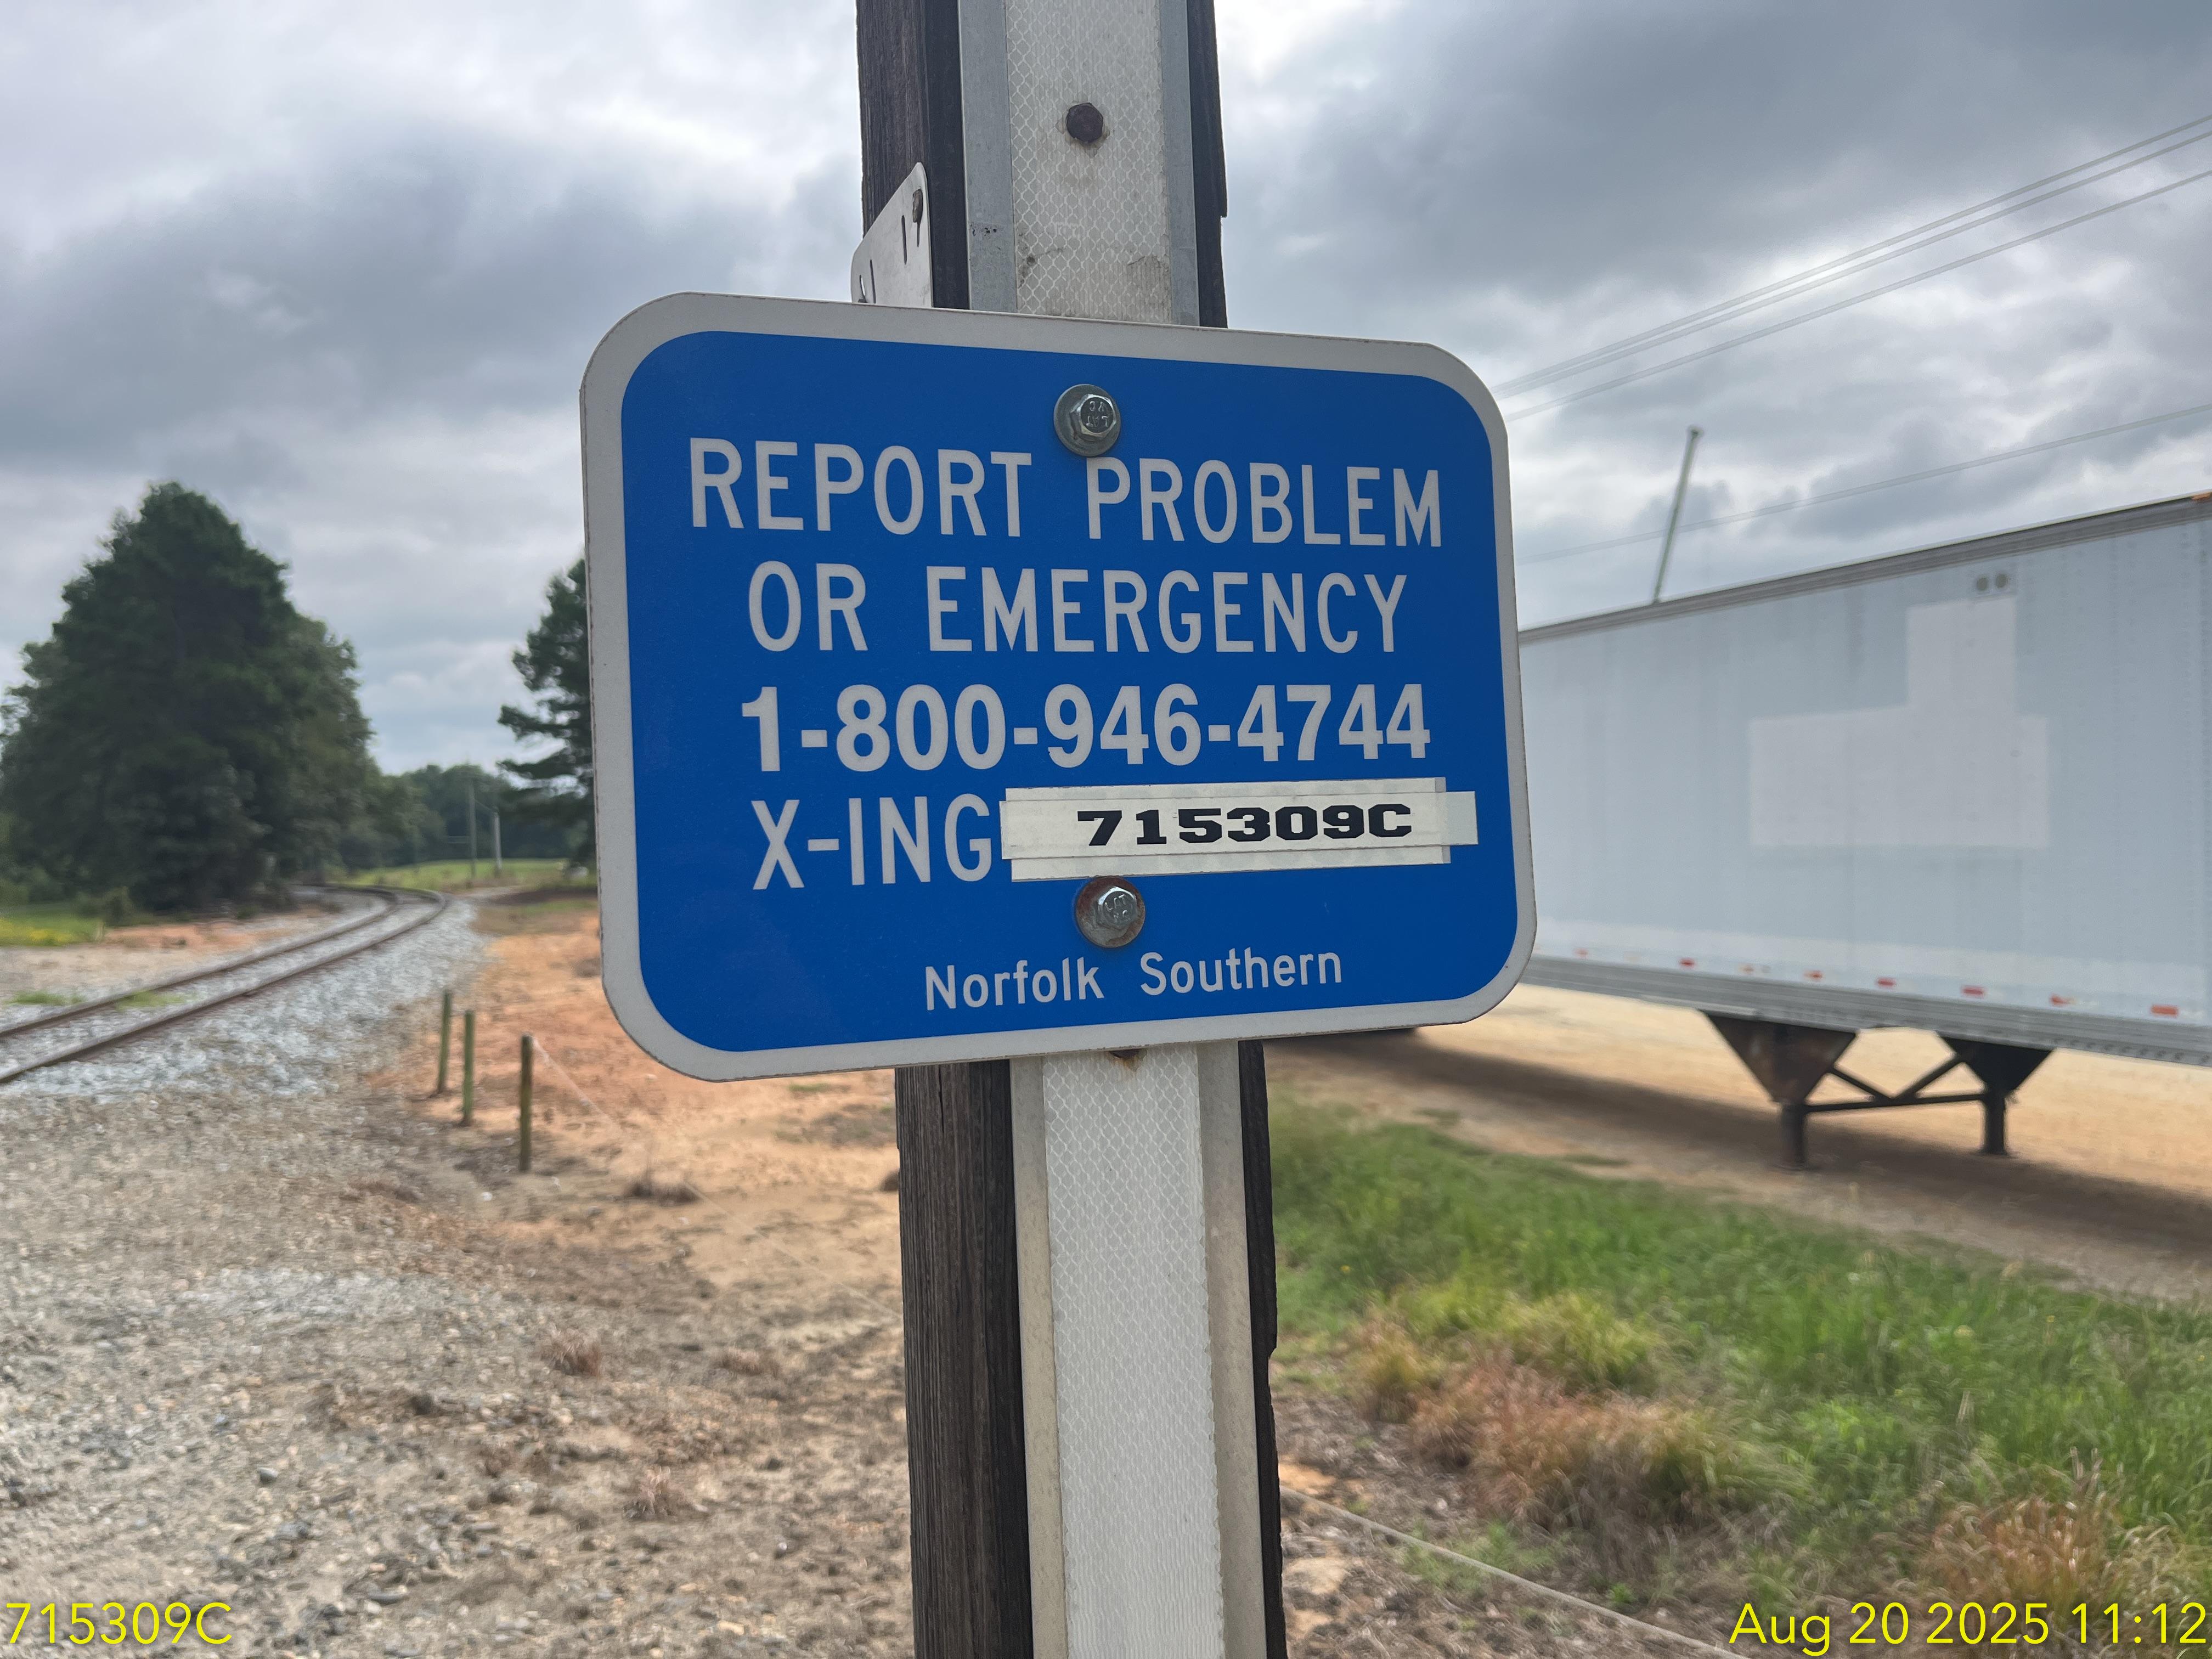 REPORT PROBLEM
OR EMERGENCY
1-800-946-4744
X-ING 715309C
Norfolk Southern
715309C
Aug 20 2025 11:12